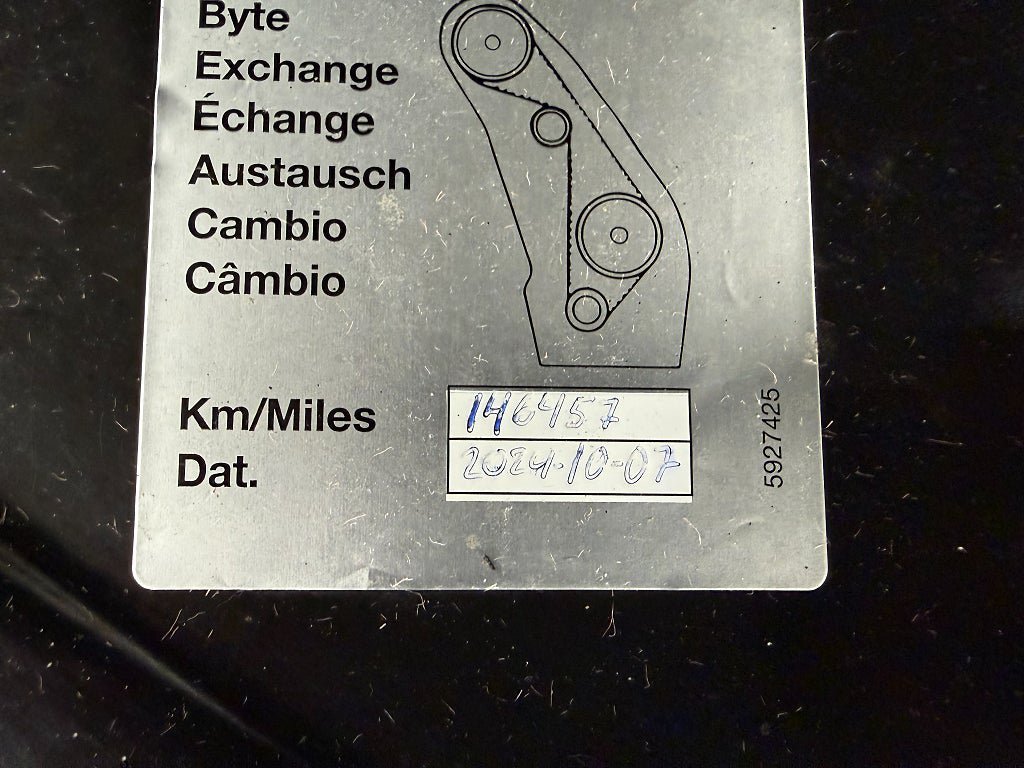 Byte
Exchange
Échange
Austausch
Cambio
Câmbio
Km/Miles 146457
Dat. 2024-10-07
5927425